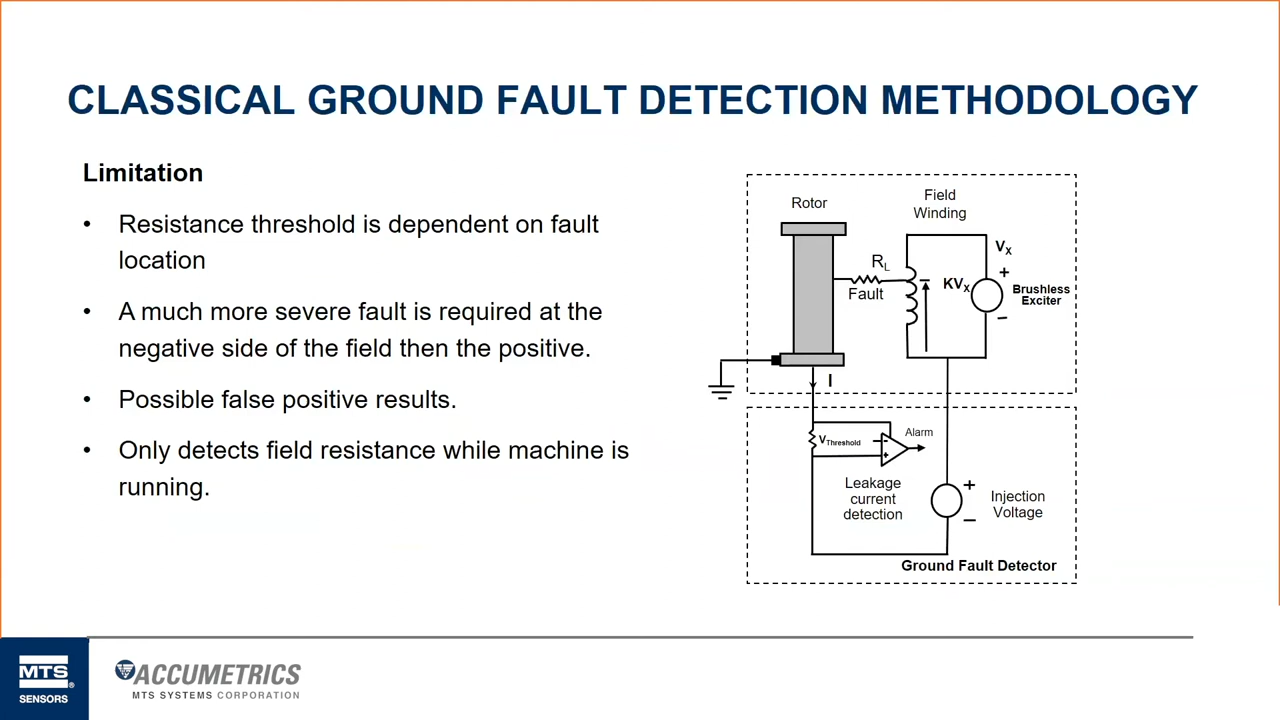 CLASSICAL GROUND FAULT DETECTION METHODOLOGY
Limitation
• Resistance threshold is dependent on fault
location
• A much more severe fault is required at the
negative side of the field then the positive.
• Possible false positive results.
• Only detects field resistance while machine is
running.
Rotor
Field
Winding
VX
+
RL
KVX
Fault
Brushless
Exciter
−
I
VThreshold
-
+
Alarm
Leakage
current
detection
+
Injection
Voltage
−
Ground Fault Detector
MTS
®
SENSORS
ACCUMETRICS
MTS SYSTEMS CORPORATION